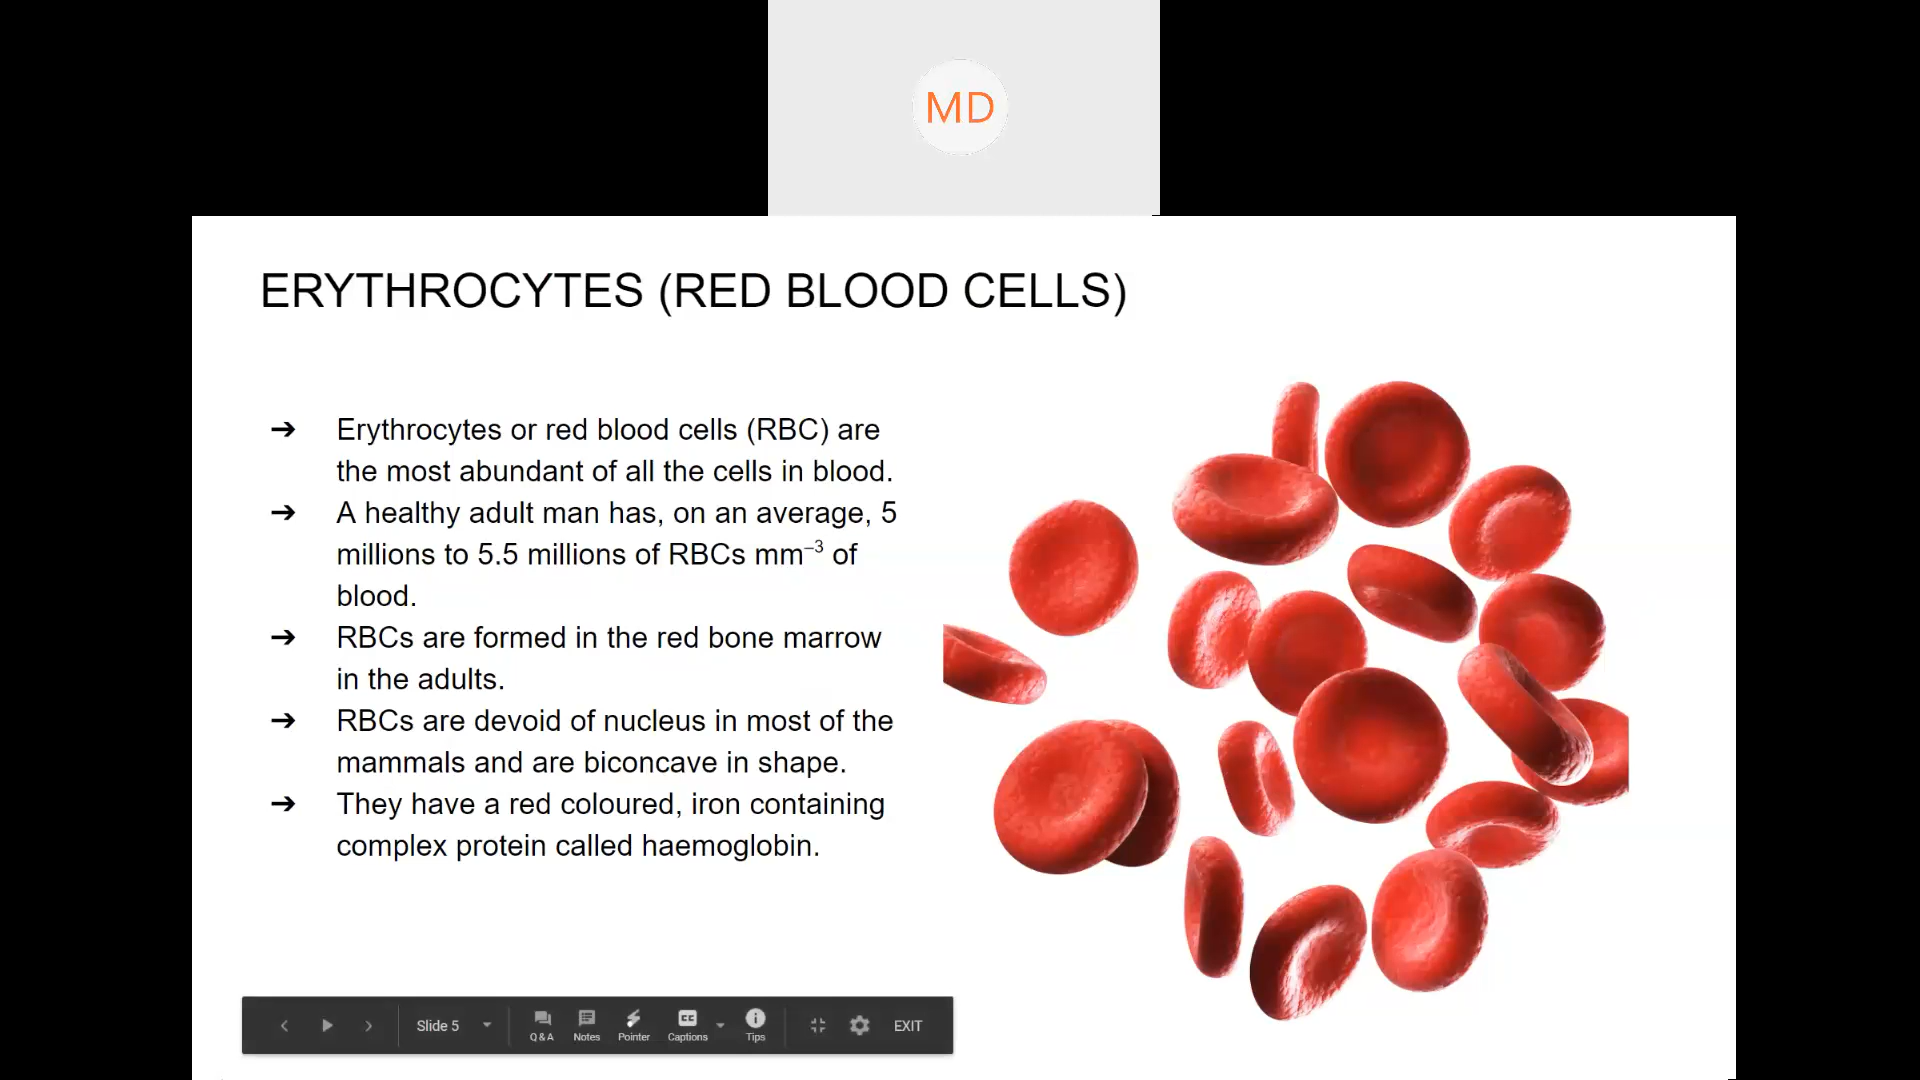 MD
ERYTHROCYTES (RED BLOOD CELLS)
➔ Erythrocytes or red blood cells (RBC) are
the most abundant of all the cells in blood.
➔ A healthy adult man has, on an average, 5
millions to 5.5 millions of RBCs mm⁻³ of
blood.
➔ RBCs are formed in the red bone marrow
in the adults.
➔ RBCs are devoid of nucleus in most of the
mammals and are biconcave in shape.
➔ They have a red coloured, iron containing
complex protein called haemoglobin.
Slide 5 Q & A Notes Pointer CC Captions Tips EXIT